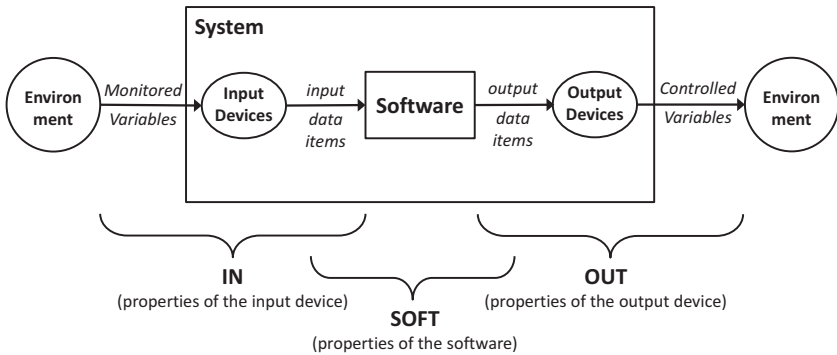 System
Environ
ment
Monitored
Variables
Input
Devices
input
data
items
Software
output
data
items
Output
Devices
Controlled
Variables
Environ
ment
IN
(properties of the input device)
OUT
(properties of the output device)
SOFT
(properties of the software)